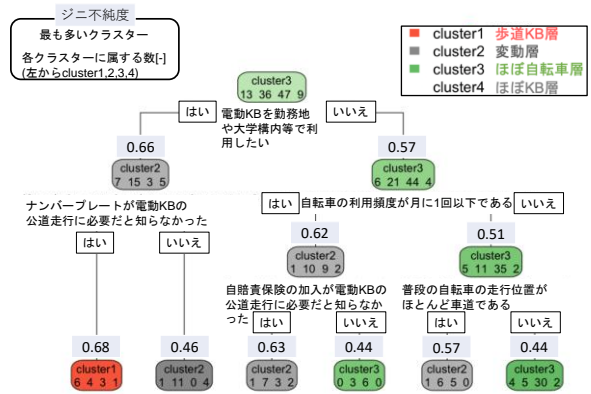 ジニ不純度
最も多いクラスター
各クラスターに属する数[-]
(左からcluster1,2,3,4)
cluster1 歩道KB層
cluster2 変動層
cluster3 ほぼ自転車層
cluster4 ほぼKB層
cluster3
13 36 47 9
はい
電動KBを勤務地
や大学構内等で利
用したい
いいえ
0.66
cluster2
7 15 3 5
0.57
cluster3
6 21 44 4
ナンバープレートが電動KBの
公道走行に必要だと知らなかった
はい
いいえ
はい
自転車の利用頻度が月に1回以下である
いいえ
0.62
cluster2
1 10 9 2
0.51
cluster3
5 11 35 2
自賠責保険の加入が電動KBの
公道走行に必要だと知らなか
った
はい
いいえ
普段の自転車の走行位置が
ほとんど車道である
はい
いいえ
0.68
cluster1
6 4 3 1
0.46
cluster2
1 11 0 4
0.63
cluster2
1 7 3 2
0.44
cluster3
0 3 6 0
0.57
cluster2
1 6 5 0
0.44
cluster3
4 5 30 2